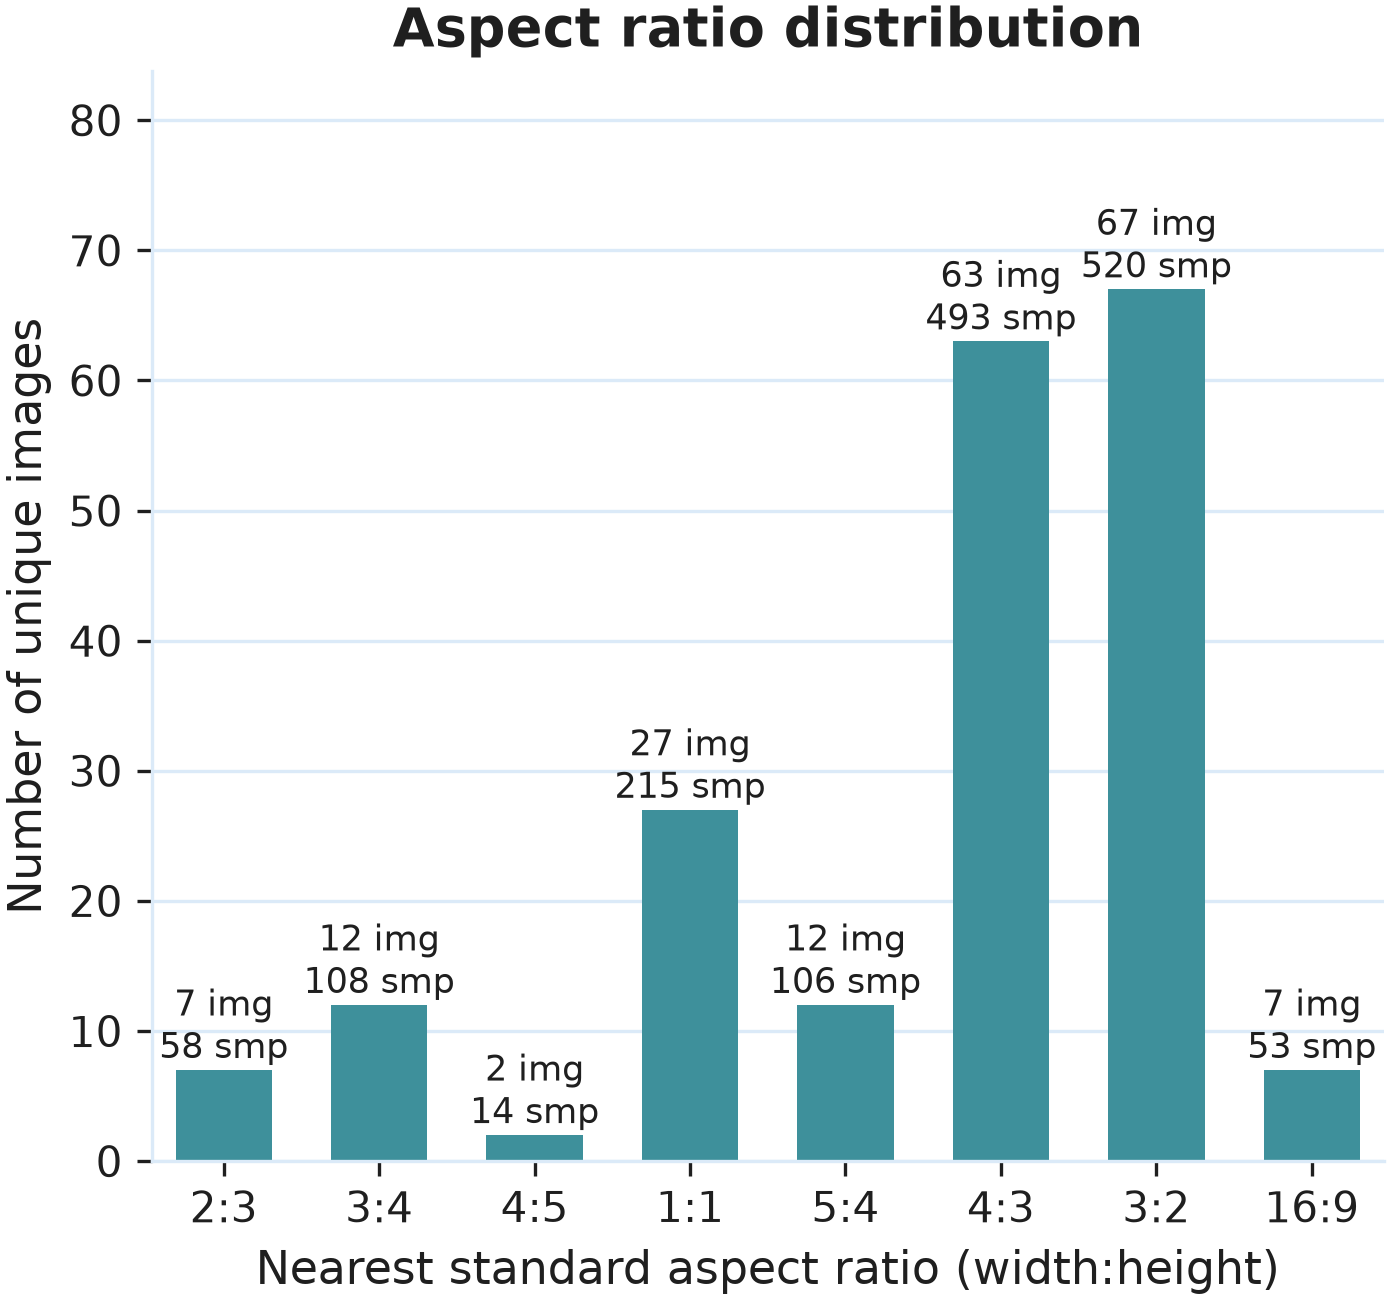 Aspect ratio distribution
Number of unique images
80
70
60
50
40
30
20
10
0
7 img
58 smp
12 img
108 smp
2 img
14 smp
27 img
215 smp
12 img
106 smp
63 img
493 smp
67 img
520 smp
7 img
53 smp
2:3 3:4 4:5 1:1 5:4 4:3 3:2 16:9
Nearest standard aspect ratio (width:height)